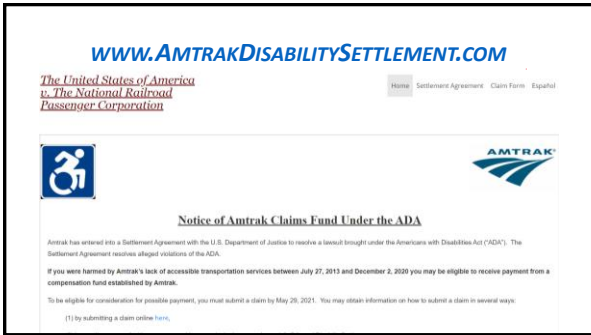 WWW.AMTRAKDISABILITYSETTLEMENT.COM
The United States of America
v. The National Railroad
Passenger Corporation
Home Settlement Agreement Claim Form Español
AMTRAK
Notice of Amtrak Claims Fund Under the ADA
Amtrak has entered into a Settlement Agreement with the U.S. Department of Justice to resolve a lawsuit brought under the Americans with Disabilities Act ("ADA"). The
Settlement Agreement resolves alleged violations of the ADA.
If you were harmed by Amtrak's lack of accessible transportation services between July 27, 2013 and December 2, 2020 you may be eligible to receive payment from a
compensation fund established by Amtrak.
To be eligible for consideration for possible payment, you must submit a claim by May 29, 2021. You may obtain information on how to submit a claim in several ways:
(1) by submitting a claim online here,